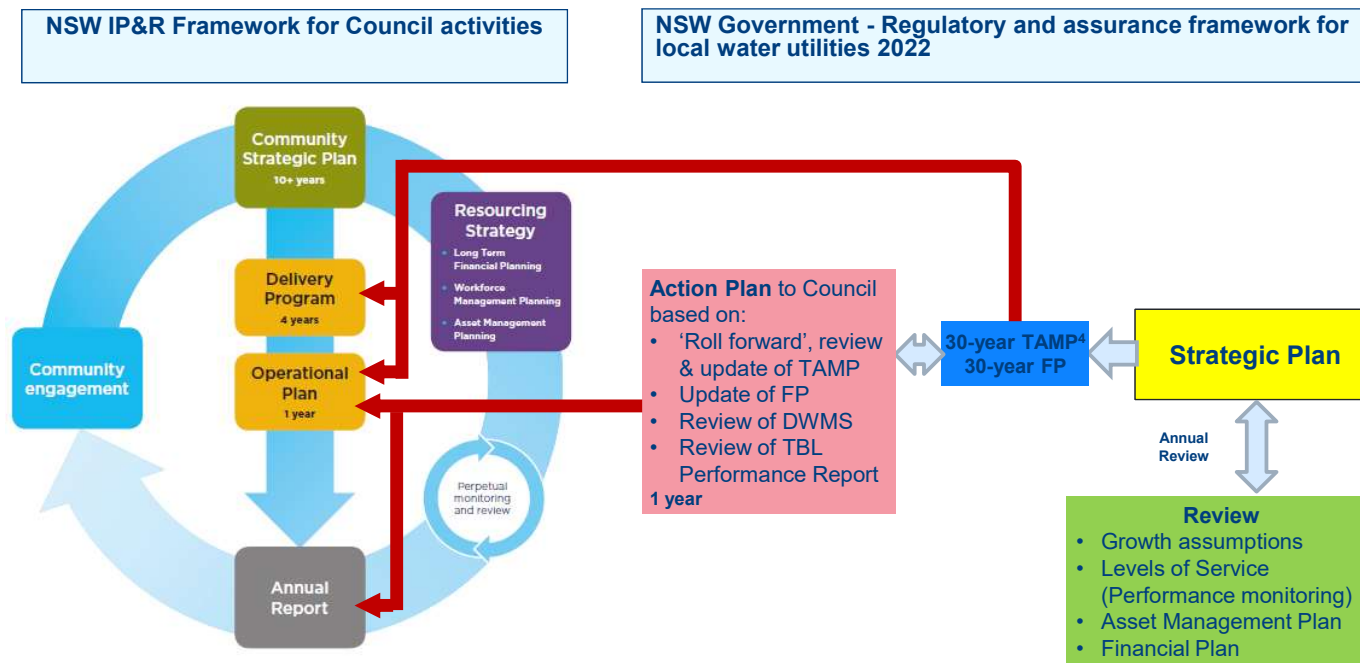 NSW IP&R Framework for Council activities
NSW Government - Regulatory and assurance framework for
local water utilities 2022
Community
Strategic Plan
10+ years
Resourcing
Strategy
• Long Term
Financial Planning
• Workforce
Management Planning
• Asset Management
Planning
Delivery
Program
4 years
Community
engagement
Operational
Plan
1 year
Perpetual
monitoring
and review
Annual
Report
Action Plan to Council
based on:
• ‘Roll forward’, review
& update of TAMP
• Update of FP
• Review of DWMS
• Review of TBL
Performance Report
1 year
30-year TAMP⁴
30-year FP
Strategic Plan
Annual
Review
Review
• Growth assumptions
• Levels of Service
(Performance monitoring)
• Asset Management Plan
• Financial Plan